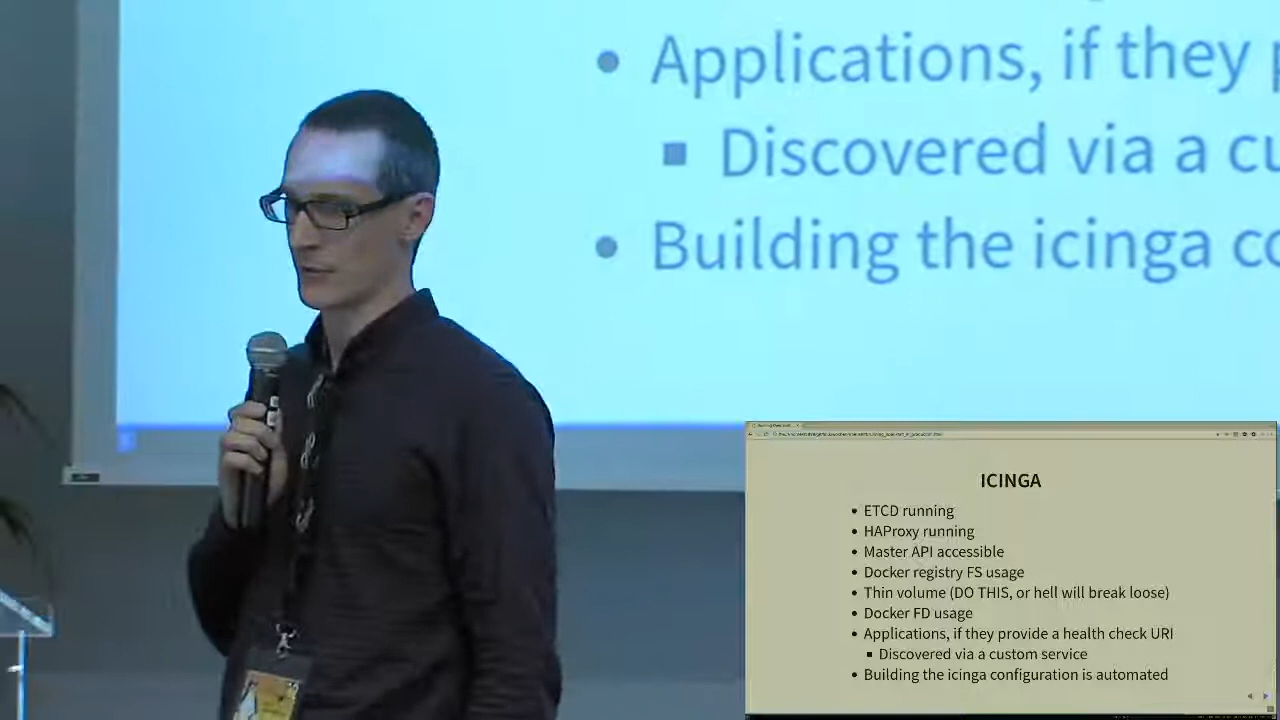 Applications, if they
Discovered via a
Building the icinga
ICINGA
ETCD running
HAProxy running
Master API accessible
Docker registry FS usage
Thin volume (DO THIS, or hell will break loose)
Docker FD usage
Applications, if they provide a health check URI
Discovered via a custom service
Building the icinga configuration is automated